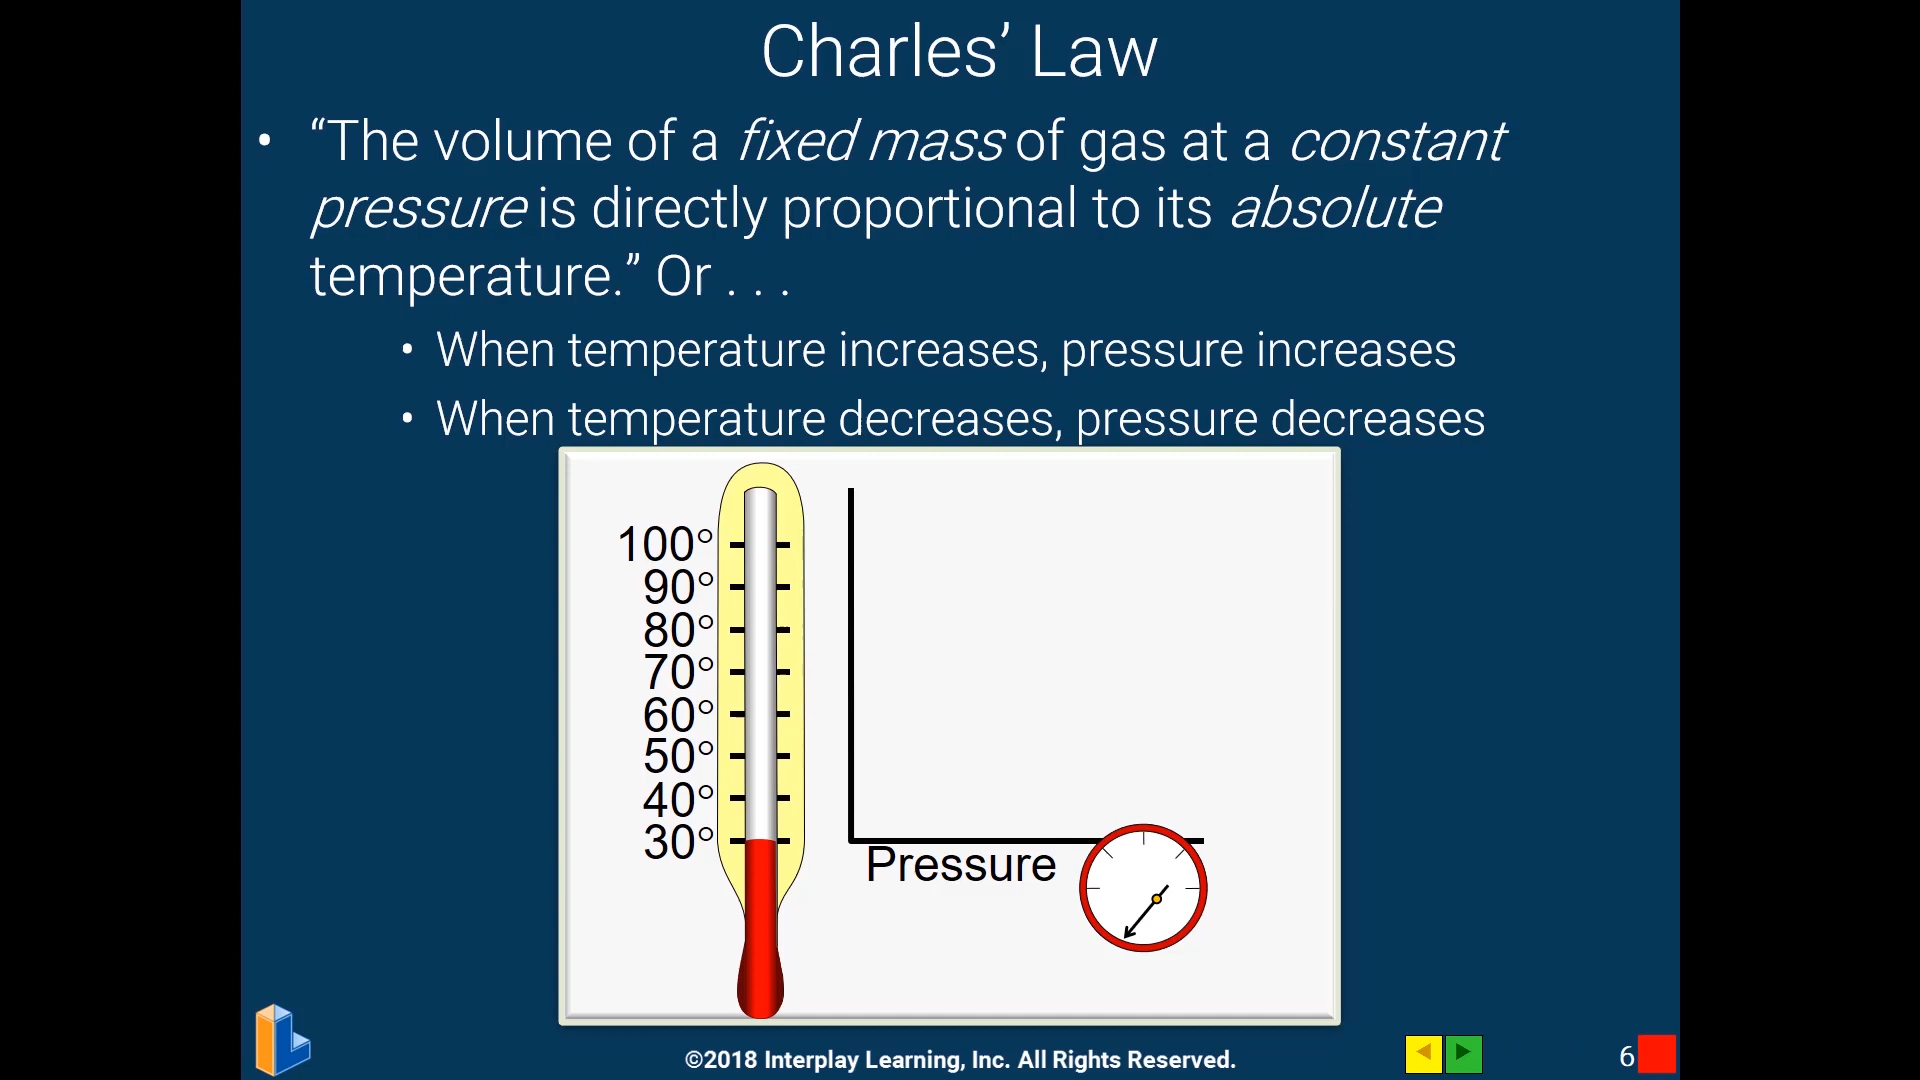 Charles’ Law
• “The volume of a fixed mass of gas at a constant
pressure is directly proportional to its absolute
temperature.” Or . . .
• When temperature increases, pressure increases
• When temperature decreases, pressure decreases
100°
90°
80°
70°
60°
50°
40°
30°
Pressure
©2018 Interplay Learning, Inc. All Rights Reserved.
6